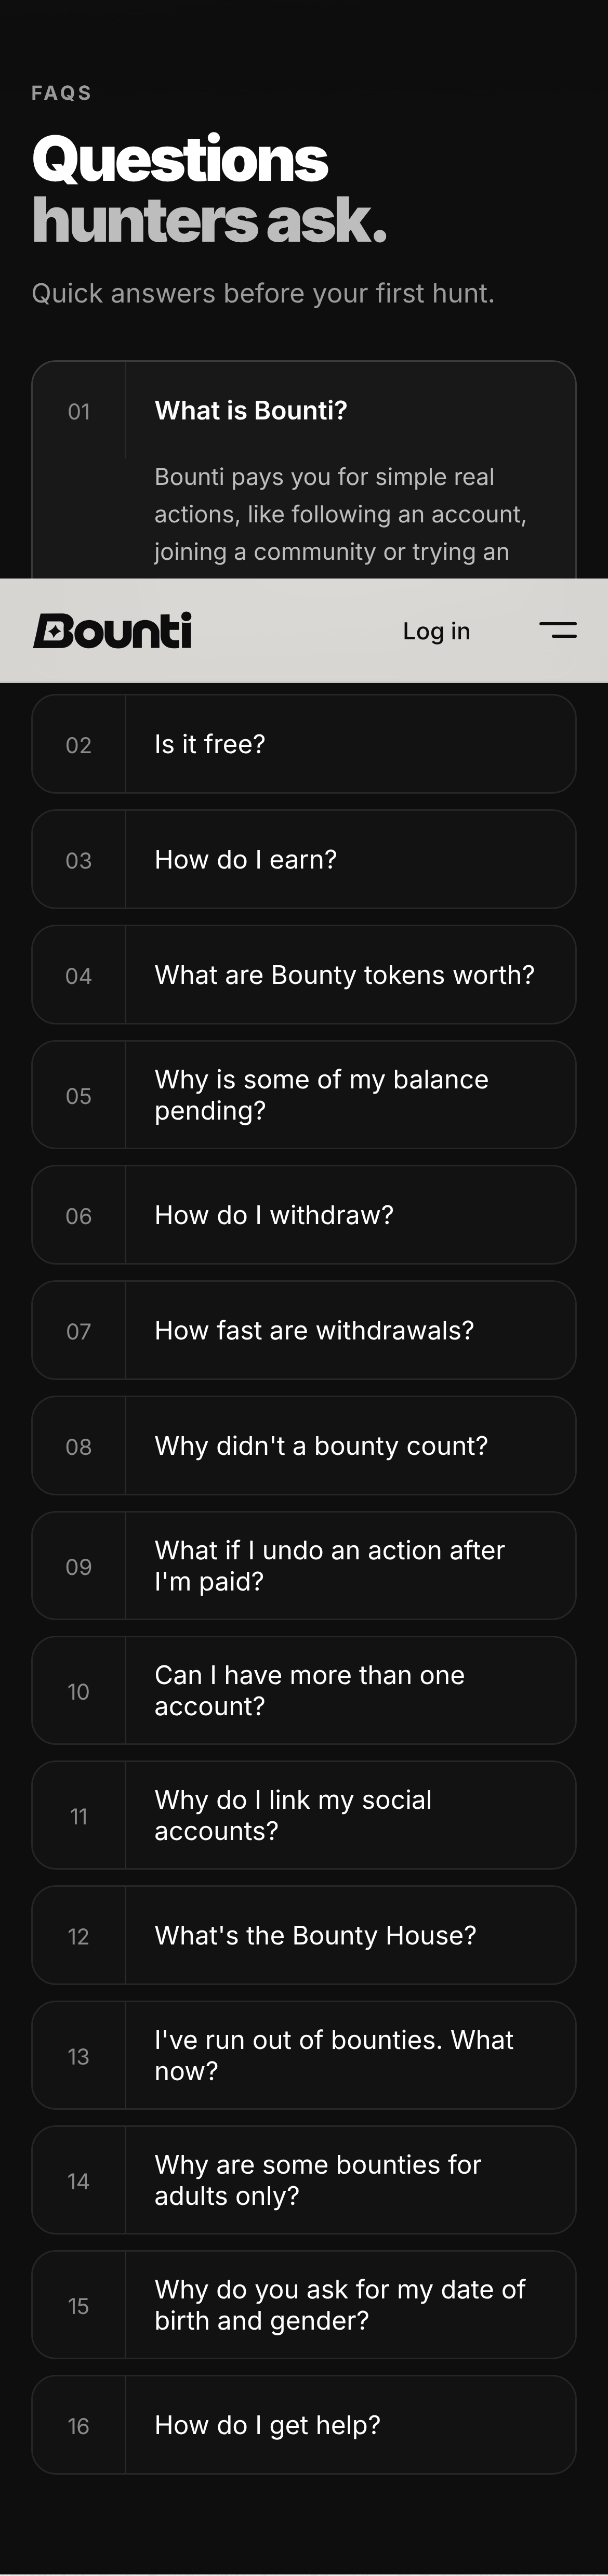 FAQS
Questions
hunters ask.
Quick answers before your first hunt.
01
What is Bounti?
Bounti pays you for simple real
actions, like following an account,
joining a community or trying an
Bounti
Log in
02
Is it free?
03
How do I earn?
04
What are Bounty tokens worth?
05
Why is some of my balance
pending?
06
How do I withdraw?
07
How fast are withdrawals?
08
Why didn't a bounty count?
09
What if I undo an action after
I'm paid?
10
Can I have more than one
account?
11
Why do I link my social
accounts?
12
What's the Bounty House?
13
I've run out of bounties. What
now?
14
Why are some bounties for
adults only?
15
Why do you ask for my date of
birth and gender?
16
How do I get help?